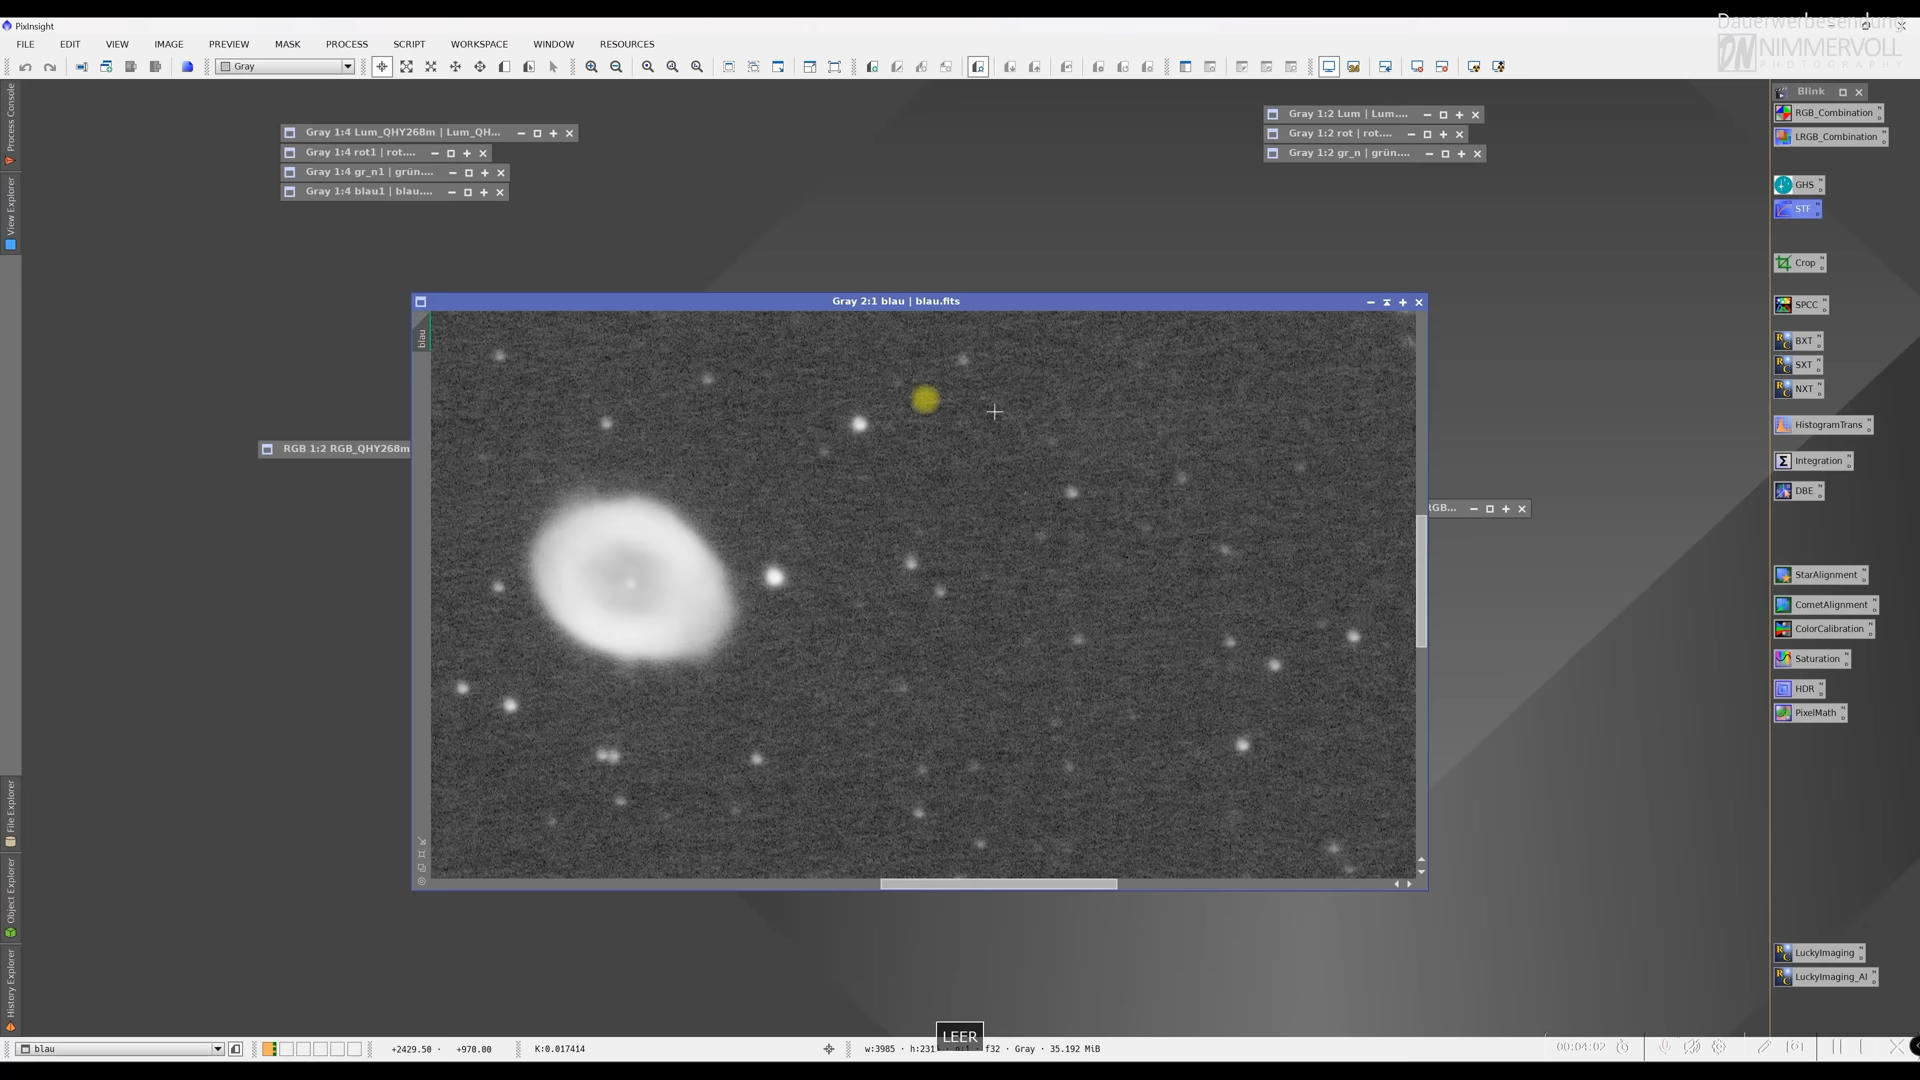 Dauerwerbesendung
PixInsight
NIMMERVOLL
PHOTOGRAPHY
FILE EDIT VIEW IMAGE PREVIEW MASK PROCESS SCRIPT WORKSPACE WINDOW RESOURCES
Gray
Process Console
View Explorer
File Explorer
Object Explorer
History Explorer
Gray 1:4 Lum_QHY268m | Lum_QH...
Gray 1:4 rot1 | rot....
Gray 1:4 gr_n1 | grün....
Gray 1:4 blau1 | blau....
Gray 1:2 Lum | Lum....
Gray 1:2 rot | rot....
Gray 1:2 gr_n | grün....
RGB 1:2 RGB_QHY268m
Gray 2:1 blau | blau.fits
blau
RGB...
Blink
RGB_Combination
LRGB_Combination
GHS
STF
Crop
SPCC
BXT
SXT
NXT
HistogramTrans
Integration
DBE
StarAlignment
CometAlignment
ColorCalibration
Saturation
HDR
PixelMath
LuckyImaging
LuckyImaging_AI
LEER
blau
+2429.50 · +970.00
K:0.017414
w:3985 · h:231
f32 · Gray · 35.192 MiB
00:04:02